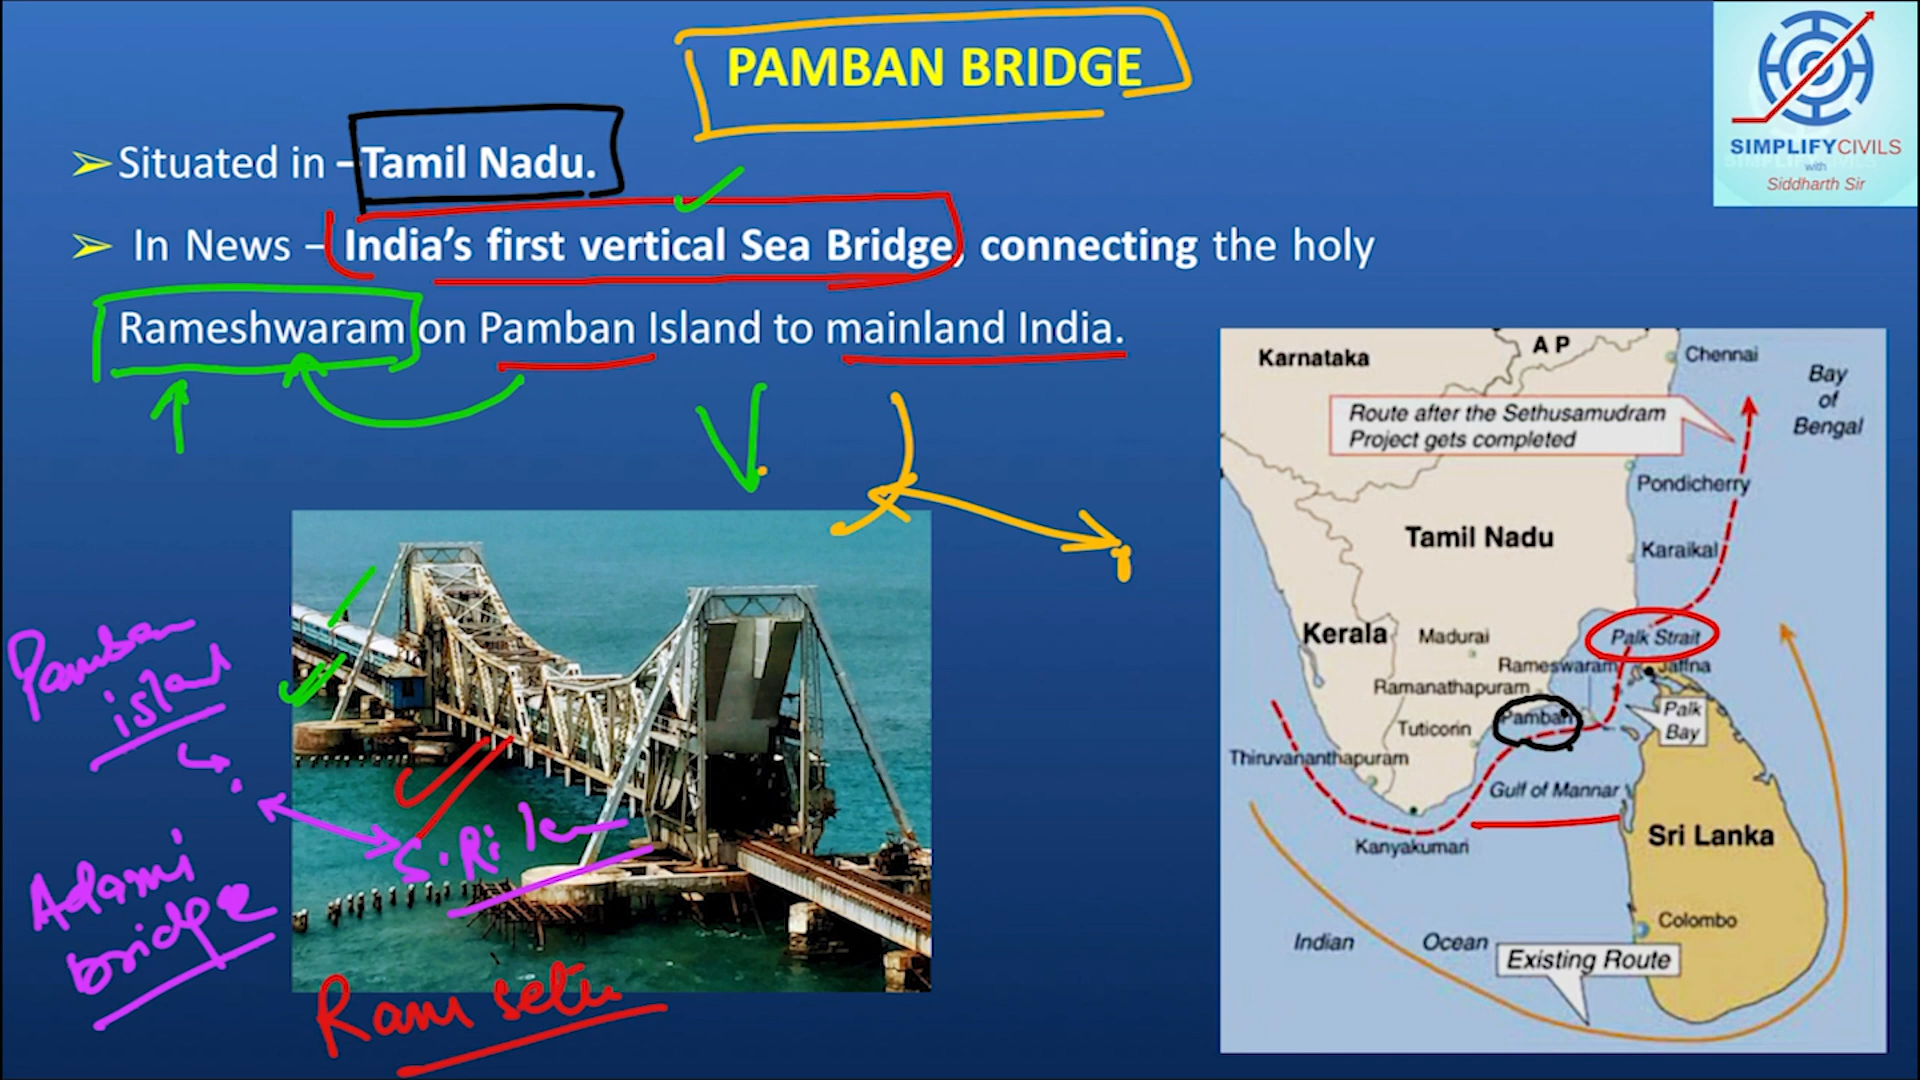 PAMBAN BRIDGE
SIMPLIFYCIVILS
with
Siddharth Sir
➢ Situated in – Tamil Nadu.
➢ In News – India's first vertical Sea Bridge, connecting the holy
Rameshwaram on Pamban Island to mainland India.
Karnataka
A P
Chennai
Bay
of
Bengal
Route after the Sethusamudram
Project gets completed
Pondicherry
Tamil Nadu
Karaikal
Kerala
Madurai
Palk Strait
Rameswaram
Jaffna
Ramanathapuram
Pamban
Palk
Bay
Tuticorin
Thiruvananthapuram
Gulf of Mannar
Kanyakumari
Sri Lanka
Colombo
Indian Ocean
Existing Route
Pamban
island
S.Ri
Adami
bridge
Ram setu